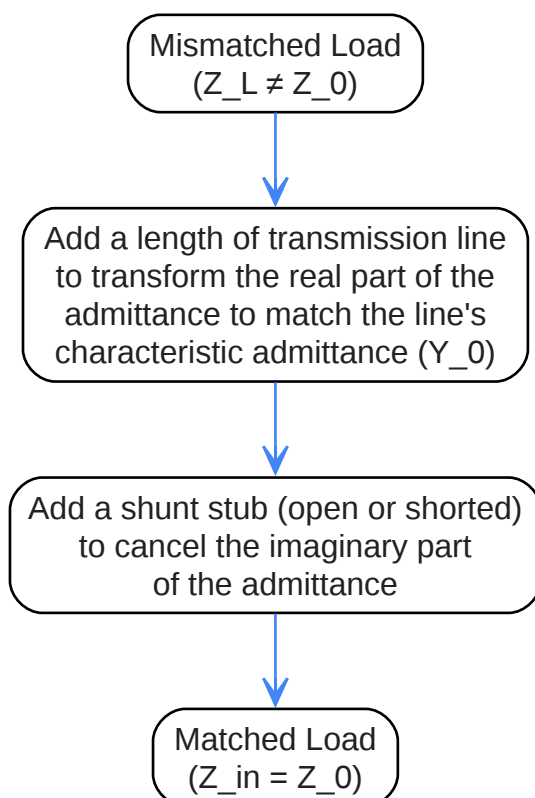 Mismatched Load
(Z_L ≠ Z_0)
Add a length of transmission line
to transform the real part of the
admittance to match the line's
characteristic admittance (Y_0)
Add a shunt stub (open or shorted)
to cancel the imaginary part
of the admittance
Matched Load
(Z_in = Z_0)